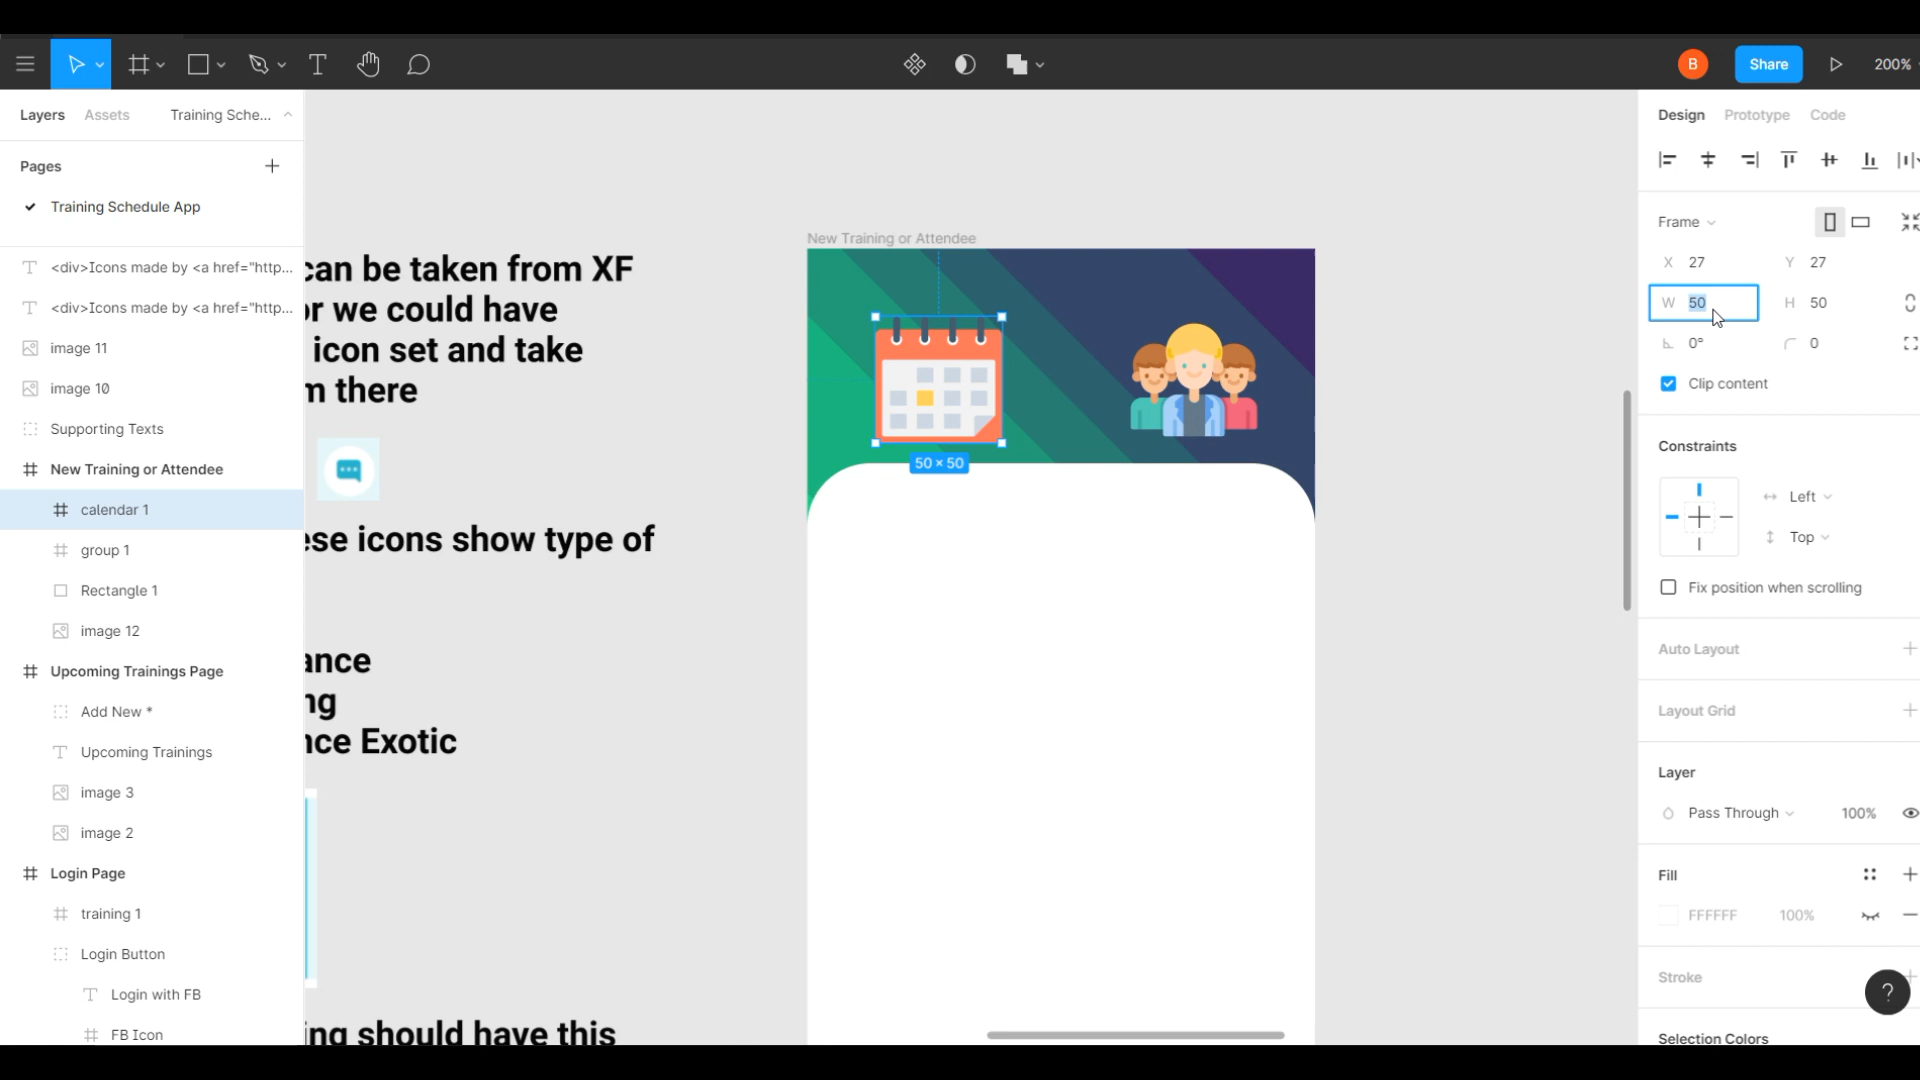 B
Share
200%
Layers
Assets
Training Sche...
Pages
Training Schedule App
<div>Icons made by <a href="http...
<div>Icons made by <a href="http...
image 11
image 10
Supporting Texts
New Training or Attendee
calendar 1
group 1
Rectangle 1
image 12
Upcoming Trainings Page
Add New *
Upcoming Trainings
image 3
image 2
Login Page
training 1
Login Button
Login with FB
FB Icon
can be taken from XF
or we could have
icon set and take
m there
ese icons show type of
ance
ng
nce Exotic
ing should have this
New Training or Attendee
50 × 50
Design
Prototype
Code
Frame
X 27
Y 27
W 50
H 50
0°
0
Clip content
Constraints
Left
Top
Fix position when scrolling
Auto Layout
Layout Grid
Layer
Pass Through
100%
Fill
FFFFFF
100%
Stroke
?
Selection Colors